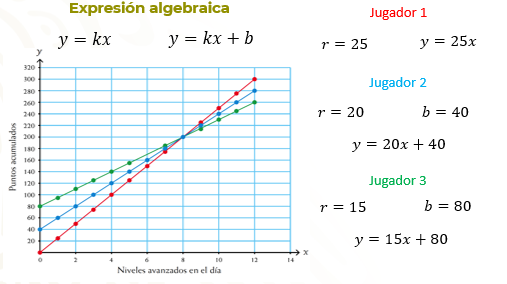 Expresión algebraica
y = kx
y = kx + b
y
320
300
280
260
240
220
200
180
160
140
120
100
80
60
40
20
0
2
4
6
8
10
12
14
x
Puntos acumulados
Niveles avanzados en el día
Jugador 1
r = 25
y = 25x
Jugador 2
r = 20
b = 40
y = 20x + 40
Jugador 3
r = 15
b = 80
y = 15x + 80